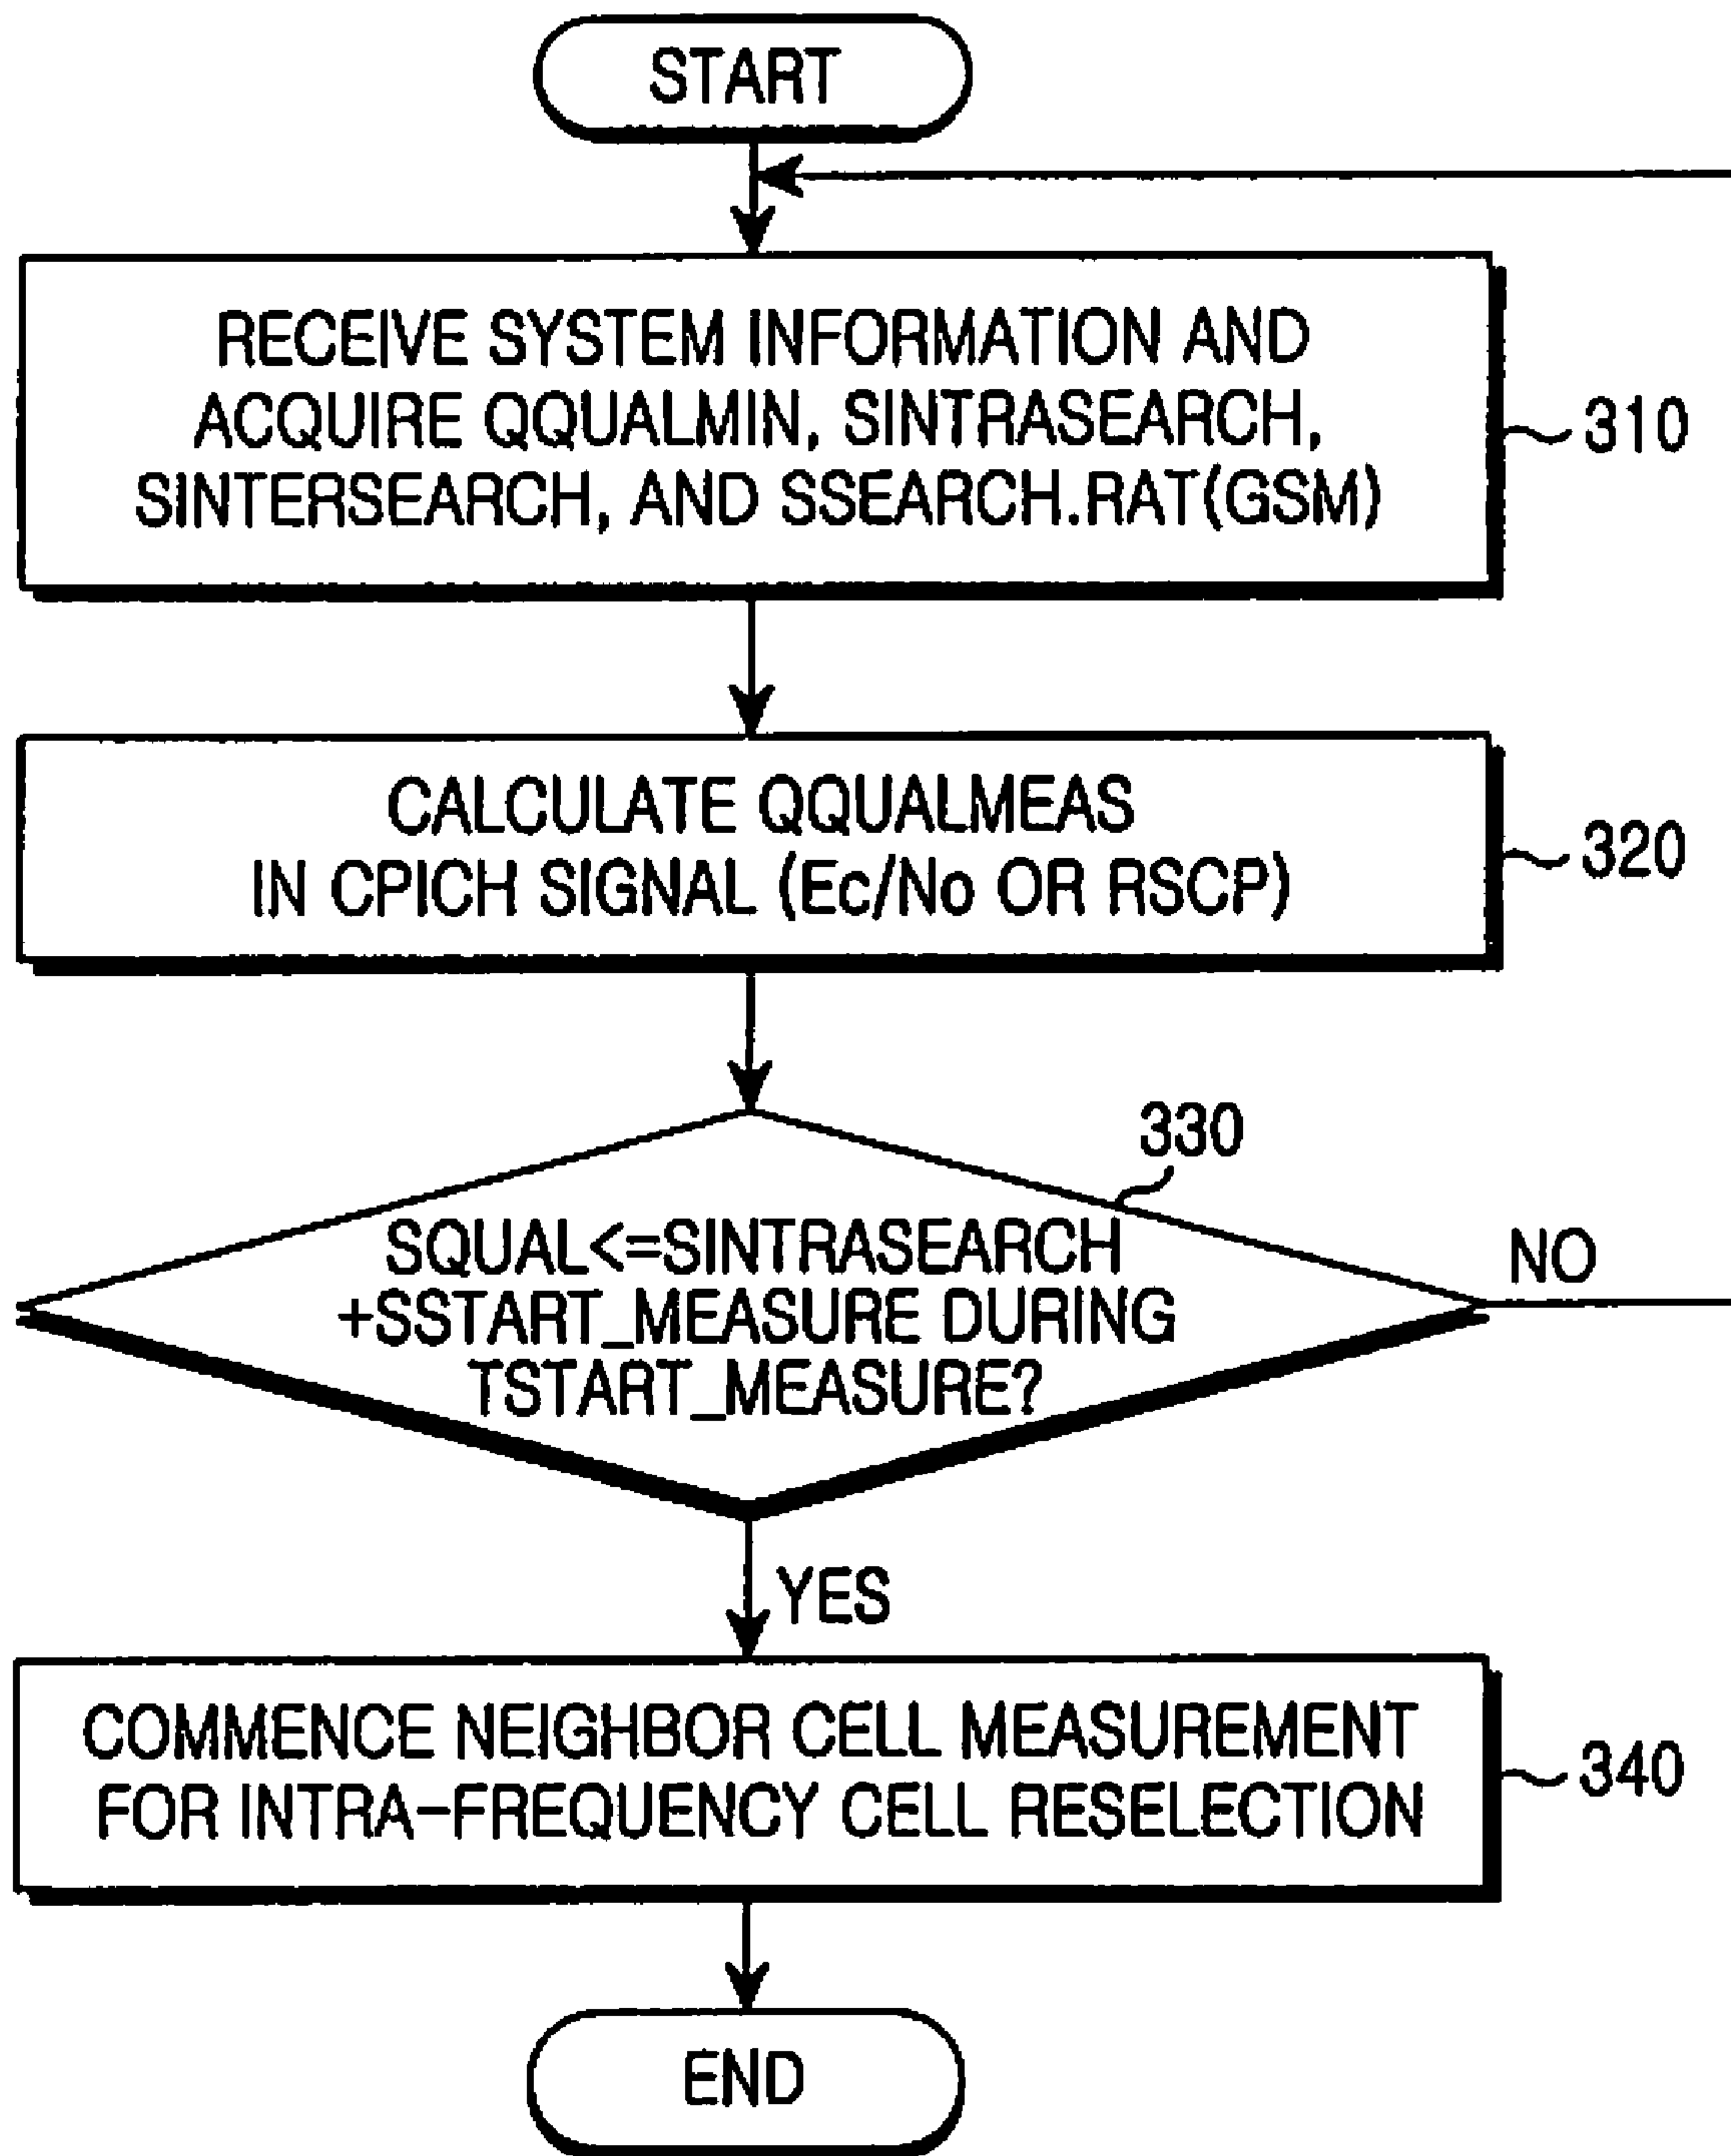 START
RECEIVE SYSTEM INFORMATION AND
ACQUIRE QQUALMIN, SINTRASEARCH,
SINTERSEARCH, AND SSEARCH.RAT(GSM)
310
CALCULATE QQUALMEAS
IN CPICH SIGNAL (Ec/No OR RSCP)
320
330
SQUAL<=SINTRASEARCH
+SSTART_MEASURE DURING
TSTART_MEASURE?
NO
YES
COMMENCE NEIGHBOR CELL MEASUREMENT
FOR INTRA-FREQUENCY CELL RESELECTION
340
END